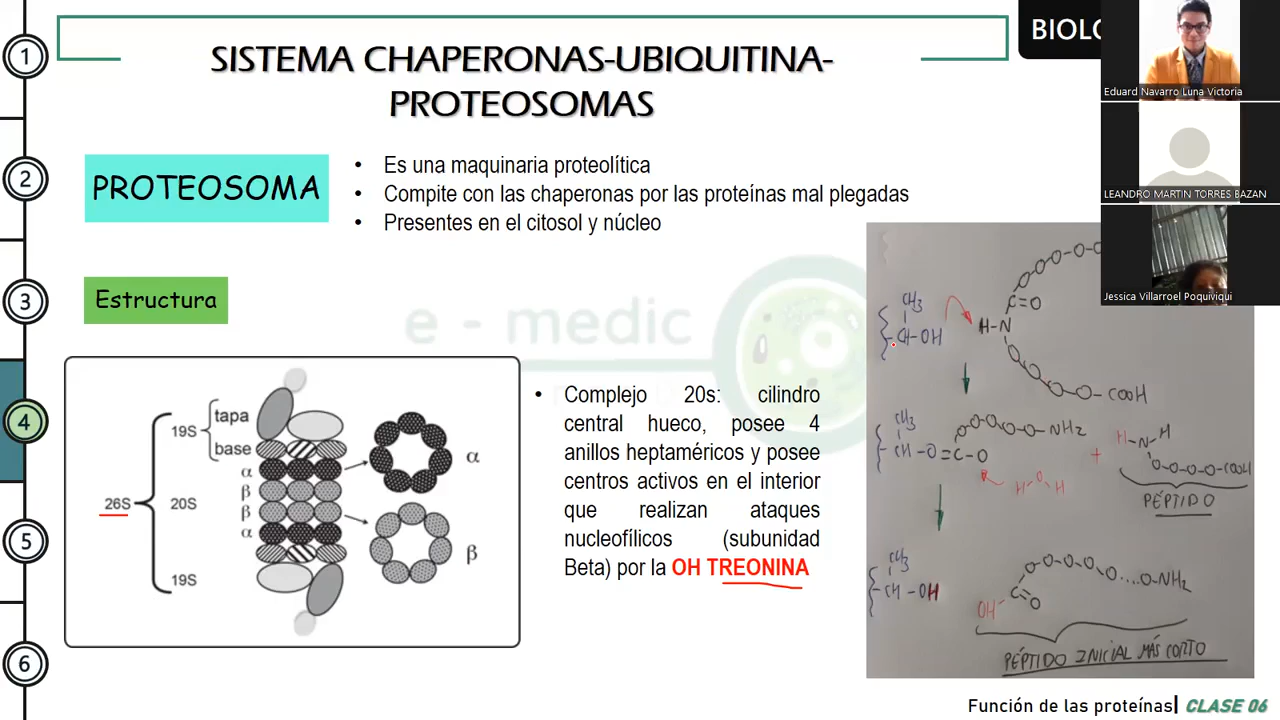 1
2
3
4
5
6
SISTEMA CHAPERONAS-UBIQUITINA-
PROTEOSOMAS
BIOLO
PROTEOSOMA
• Es una maquinaria proteolítica
• Compite con las chaperonas por las proteínas mal plegadas
• Presentes en el citosol y núcleo
Estructura
26S
19S
tapa
base
α
β
20S
β
α
19S
α
β
• Complejo 20s: cilindro
central hueco, posee 4
anillos heptaméricos y posee
centros activos en el interior
que realizan ataques
nucleofílicos (subunidad
Beta) por la OH TREONINA
e - medic
CH3
CH-OH
H-N
C=O
COOH
CH3
CH-O=C-O
NH2
+
H-N H
COOH
H O H
PÉPTIDO
CH3
CH-OH
OH C O
NH2
PÉPTIDO INICIAL MÁS CORTO
Eduard Navarro Luna Victoria
LEANDRO MARTIN TORRES BAZAN
Jessica Villarroel Poquiviqui
Función de las proteínas| CLASE 06